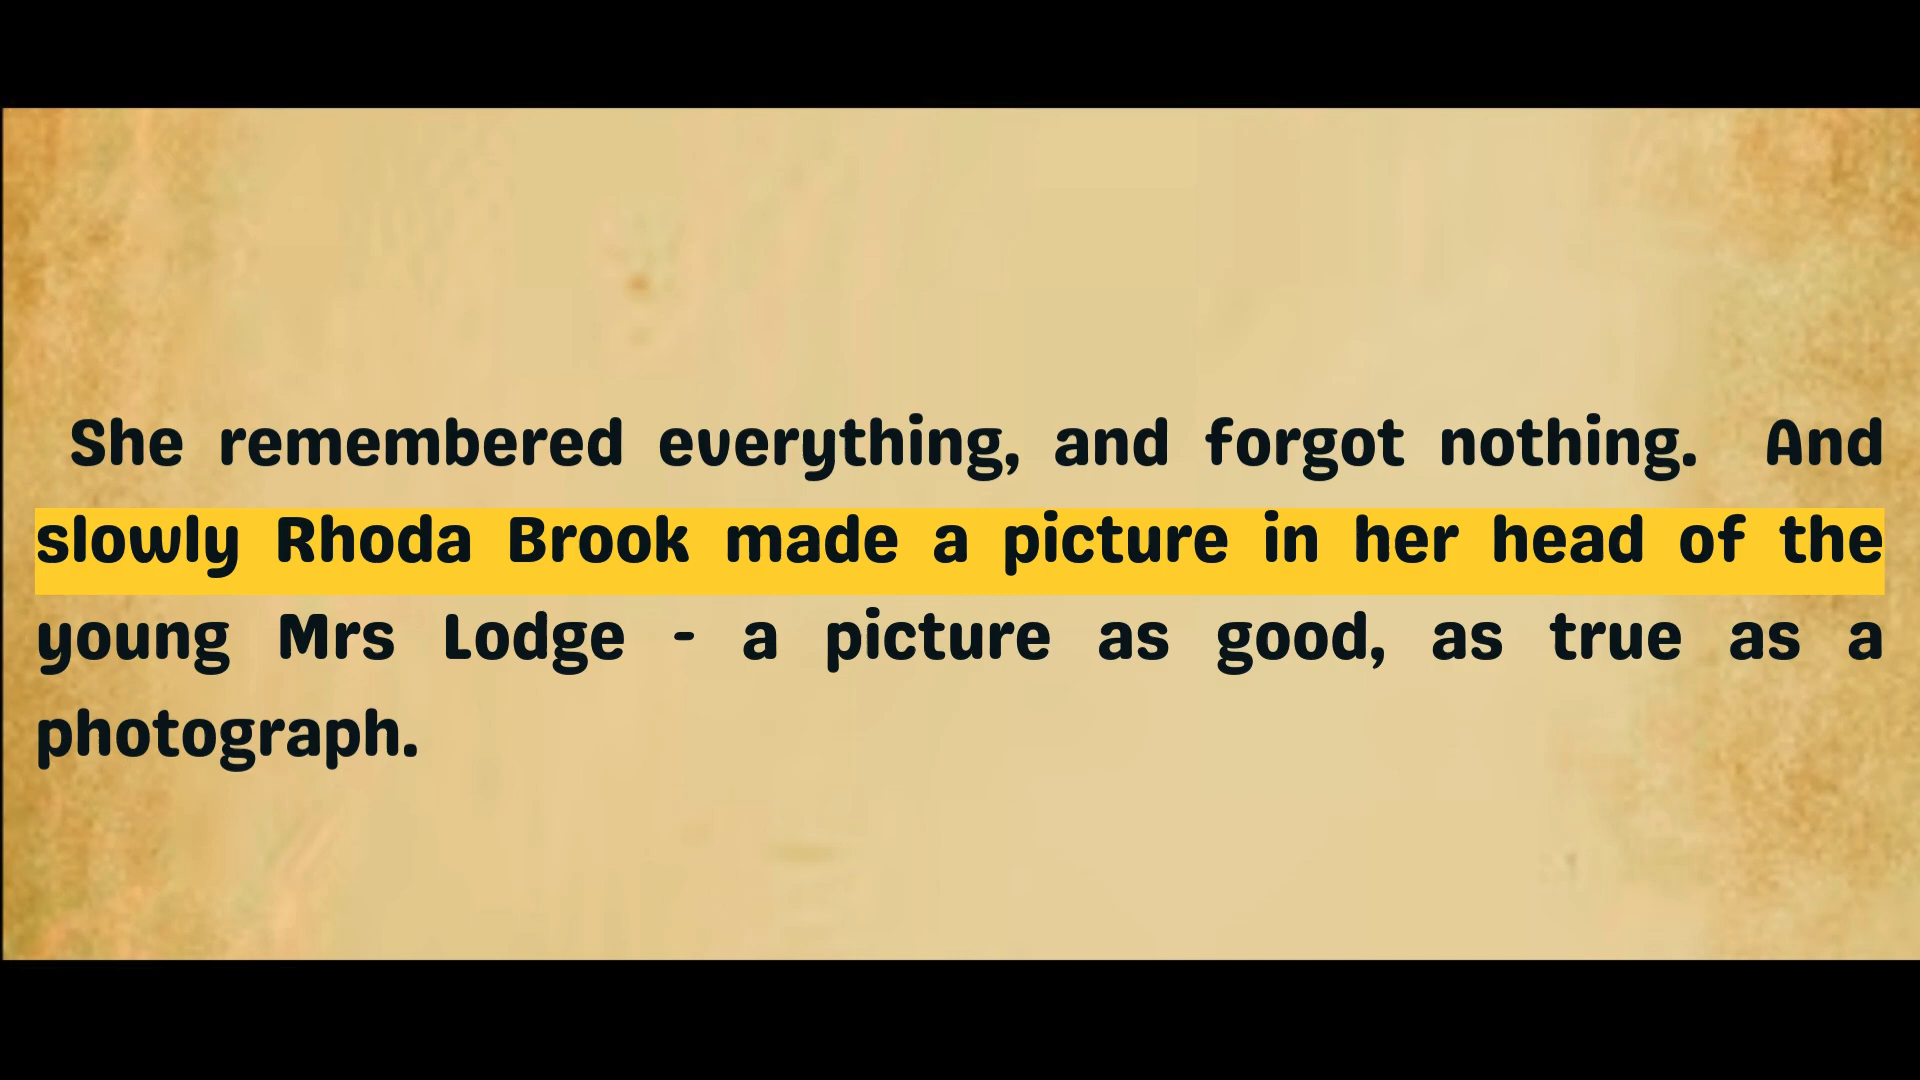 She remembered everything, and forgot nothing. And
slowly Rhoda Brook made a picture in her head of the
young Mrs Lodge - a picture as good, as true as a
photograph.